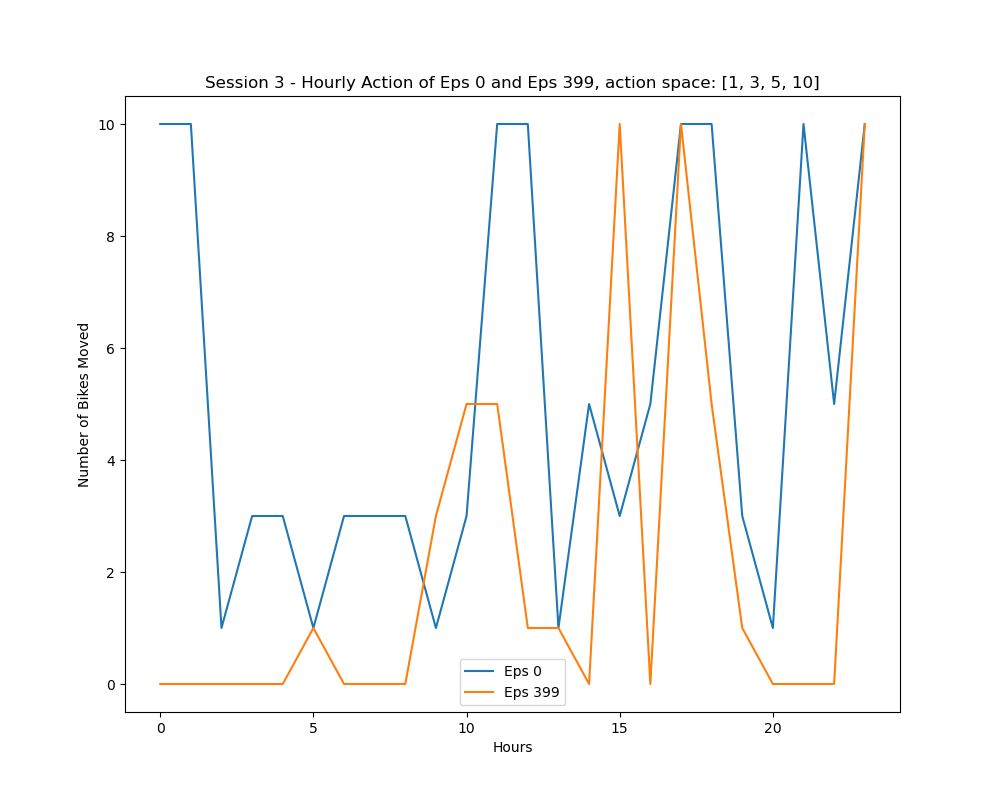 Session 3 - Hourly Action of Eps 0 and Eps 399, action space: [1, 3, 5, 10]
10
8
6
4
2
0
Number of Bikes Moved
Eps 0
Eps 399
0 5 10 15 20
Hours